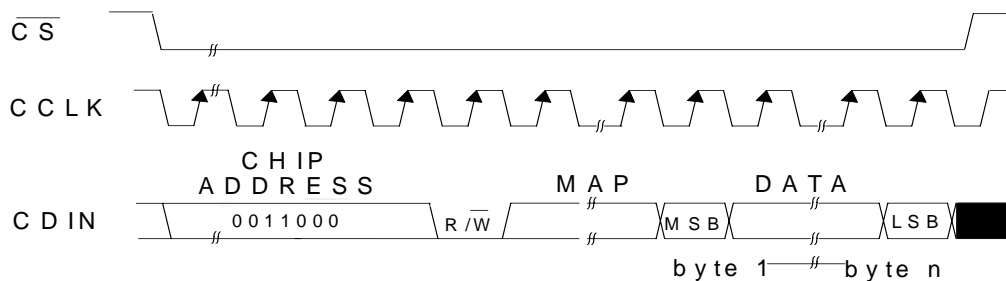 CS
CCLK
CHIP
ADDRESS
MAP
DATA
CDIN
0011000
R/W
MSB
LSB
byte 1
byte n